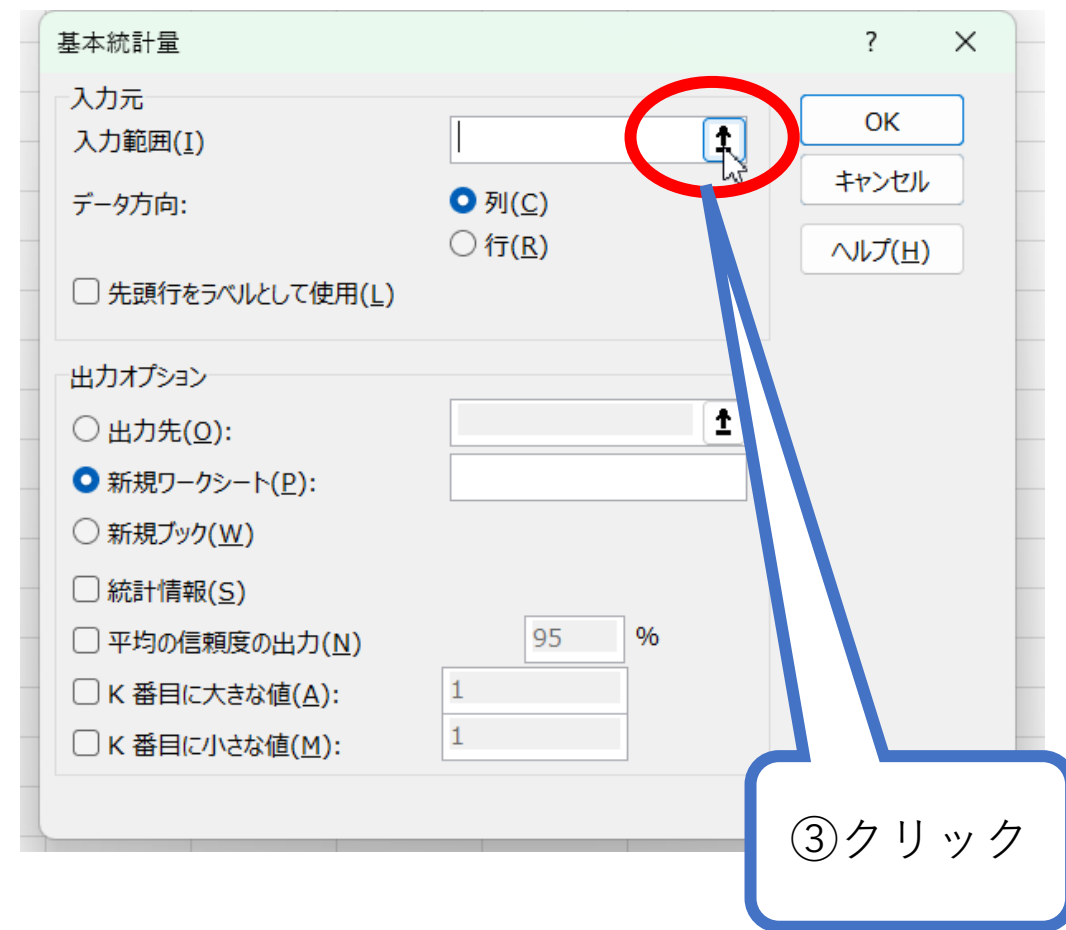 基本統計量 ?
入力元
入力範囲(I)
OK
キャンセル
データ方向: 列(C)
行(R)
ヘルプ(H)
先頭行をラベルとして使用(L)
出力オプション
出力先(O):
新規ワークシート(P):
新規ブック(W)
統計情報(S)
平均の信頼度の出力(N) 95 %
K 番目に大きな値(A): 1
K 番目に小さな値(M): 1
③クリック